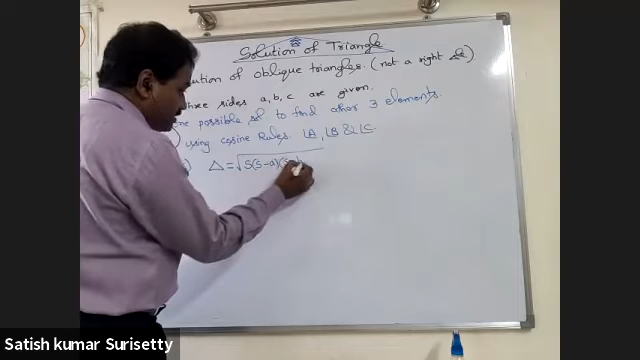 Solution of Triangle
ution of oblique triangles. (not a right
three sides a, b, c are given.
possible, to find other 3 elements.
) using cosine Rules. ∠A, ∠B & ∠C.
) △ = √S(S-a)(S-b
Satish kumar Surisetty